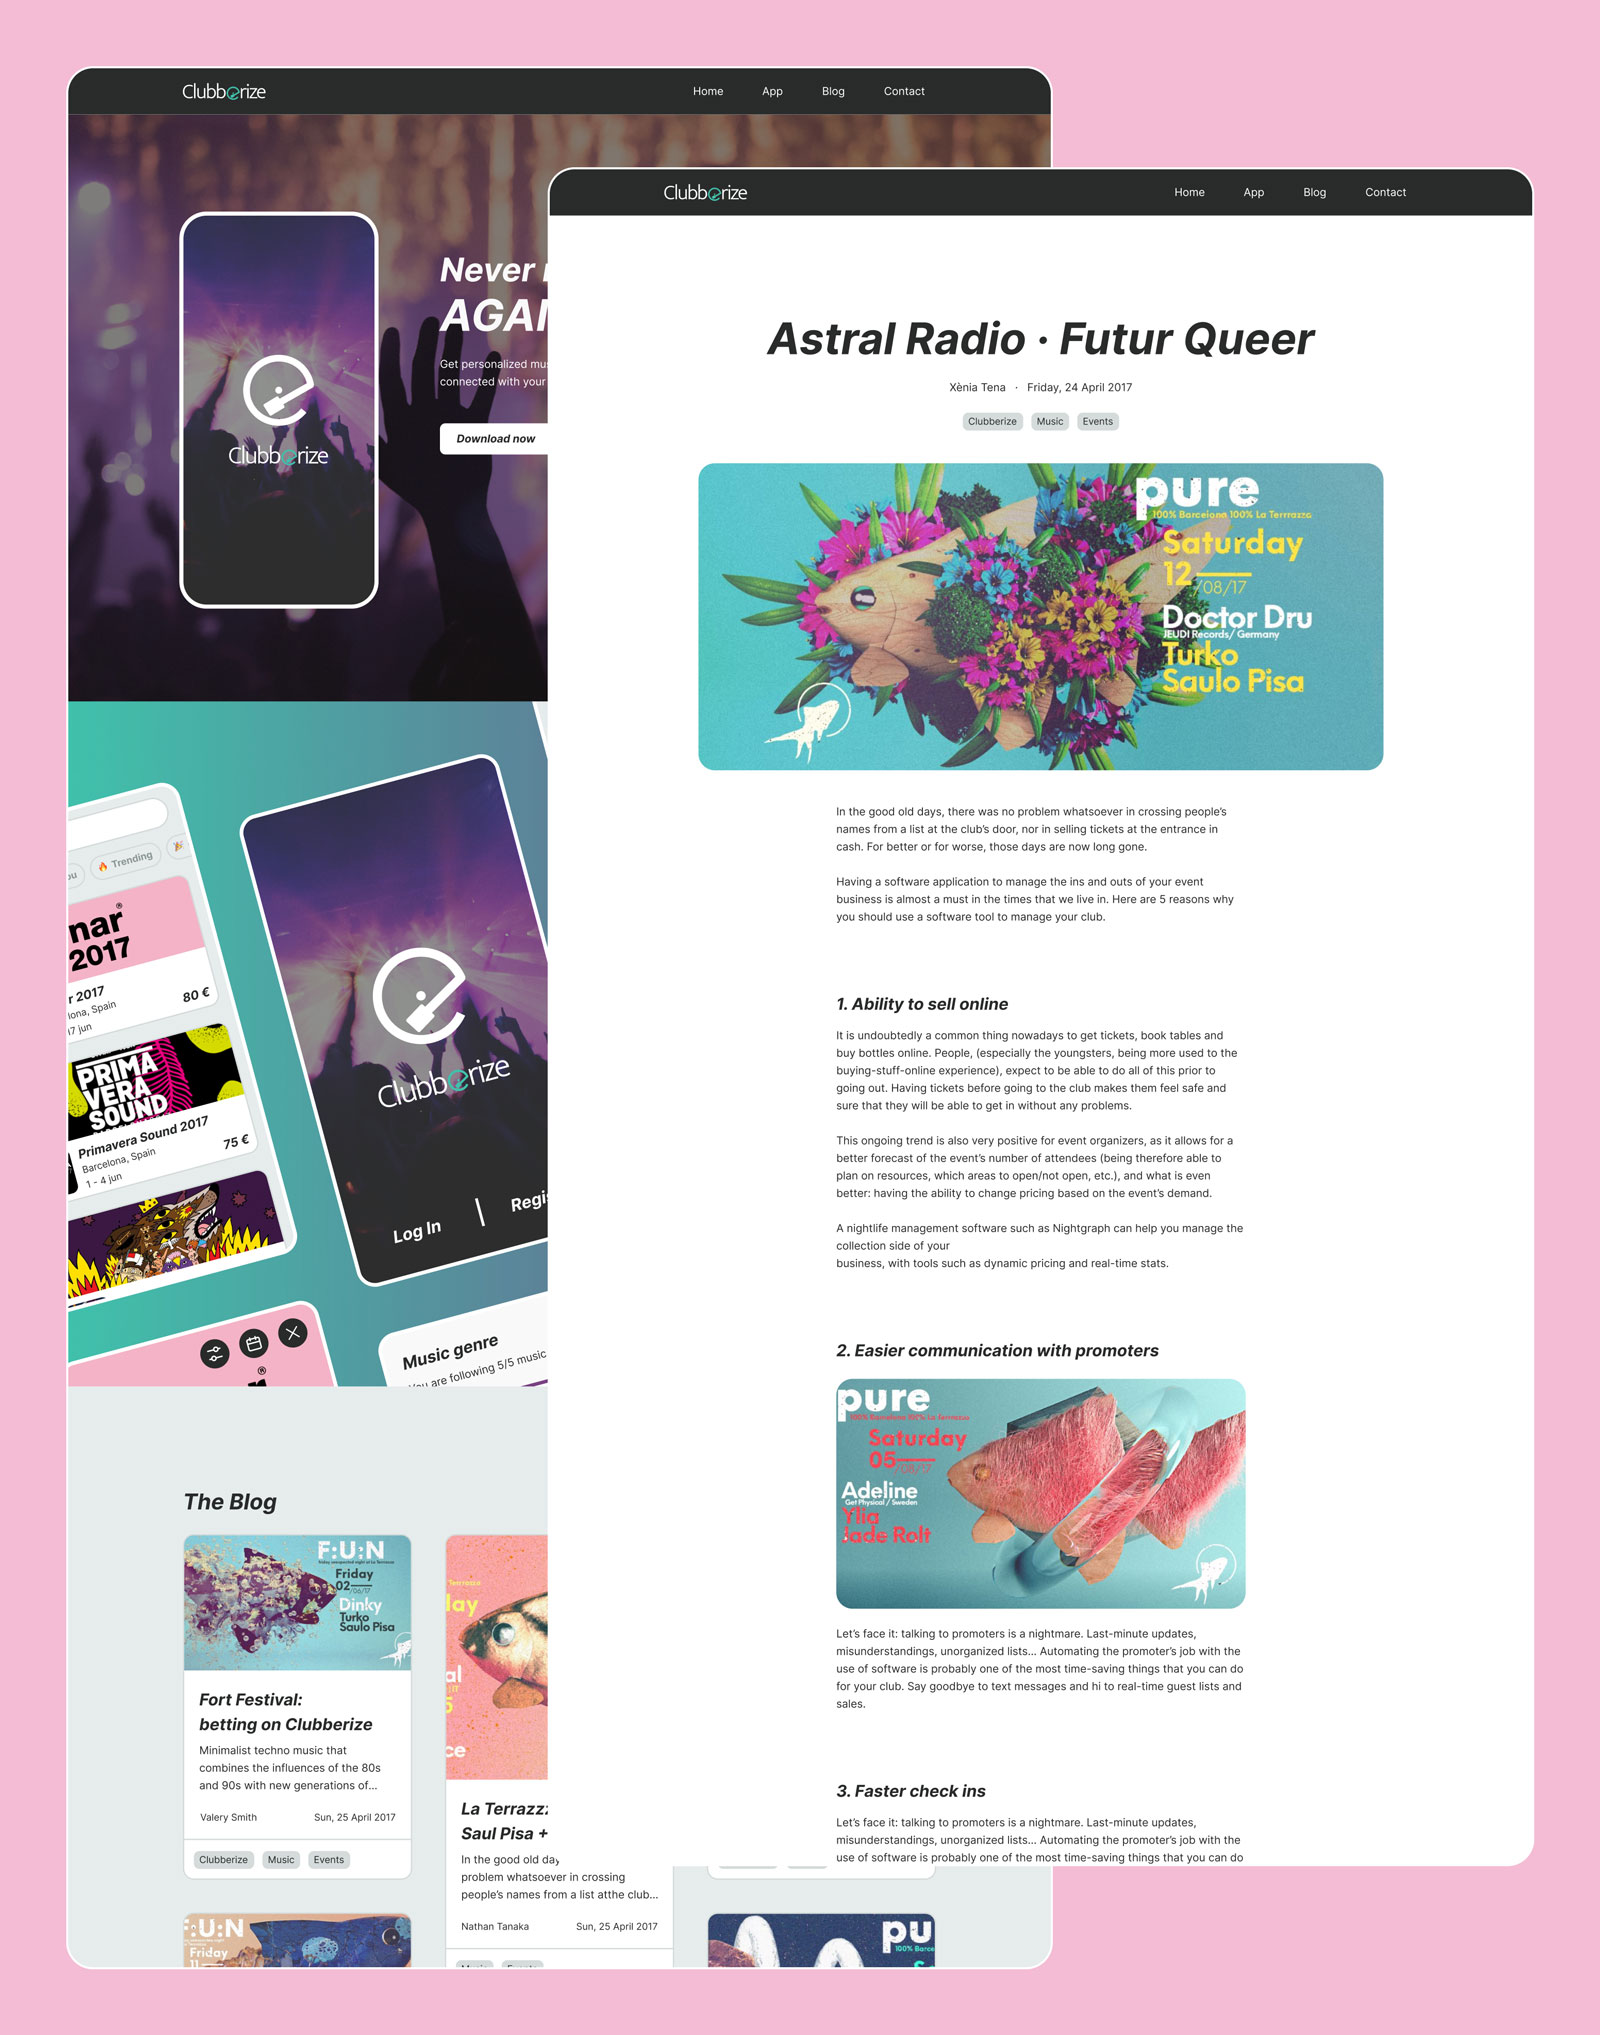 Clubberize
Home App Blog Contact
Never
AGAI
Get personalized mus
connected with your
Download now
Clubberize
Trending
nar®
2017
r 2017
lona, Spain
17 jun
80 €
PRIMA
VERA
SOUND
Primavera Sound 2017
Barcelona, Spain
1 - 4 jun
75 €
Clubberize
Log In
Regis
®
Music genre
You are following 5/5 music
The Blog
F:U:N
friday unexpected night at La Terrrazza
Friday
02
/06/17
Dinky
Turko
Saulo Pisa
Fort Festival:
betting on Clubberize
Minimalist techno music that
combines the influences of the 80s
and 90s with new generations of...
Valery Smith
Sun, 25 April 2017
Clubberize Music Events
:U:N
Friday
11
La Terrazz
Saul Pisa +
In the good old day
problem whatsoever in crossing
people's names from a list atthe club...
Nathan Tanaka
Sun, 25 April 2017
Music Events
pu
100% Barce
Clubberize
Home App Blog Contact
Astral Radio · Futur Queer
Xènia Tena · Friday, 24 April 2017
Clubberize Music Events
pure
100% Barcelona 100% La Terrrazza
Saturday
12
/08/17
Doctor Dru
JEUDI Records/ Germany
Turko
Saulo Pisa
In the good old days, there was no problem whatsoever in crossing people's
names from a list at the club's door, nor in selling tickets at the entrance in
cash. For better or for worse, those days are now long gone.
Having a software application to manage the ins and outs of your event
business is almost a must in the times that we live in. Here are 5 reasons why
you should use a software tool to manage your club.
1. Ability to sell online
It is undoubtedly a common thing nowadays to get tickets, book tables and
buy bottles online. People, (especially the youngsters, being more used to the
buying-stuff-online experience), expect to be able to do all of this prior to
going out. Having tickets before going to the club makes them feel safe and
sure that they will be able to get in without any problems.
This ongoing trend is also very positive for event organizers, as it allows for a
better forecast of the event's number of attendees (being therefore able to
plan on resources, which areas to open/not open, etc.), and what is even
better: having the ability to change pricing based on the event's demand.
A nightlife management software such as Nightgraph can help you manage the
collection side of your
business, with tools such as dynamic pricing and real-time stats.
2. Easier communication with promoters
pure
100% Barcelona 100% La Terrrazza
Saturday
05
/08/17
Adeline
Get Physical / Sweden
Ylia
Jade Rolt
Let's face it: talking to promoters is a nightmare. Last-minute updates,
misunderstandings, unorganized lists... Automating the promoter's job with the
use of software is probably one of the most time-saving things that you can do
for your club. Say goodbye to text messages and hi to real-time guest lists and
sales.
3. Faster check ins
Let's face it: talking to promoters is a nightmare. Last-minute updates,
misunderstandings, unorganized lists... Automating the promoter's job with the
use of software is probably one of the most time-saving things that you can do